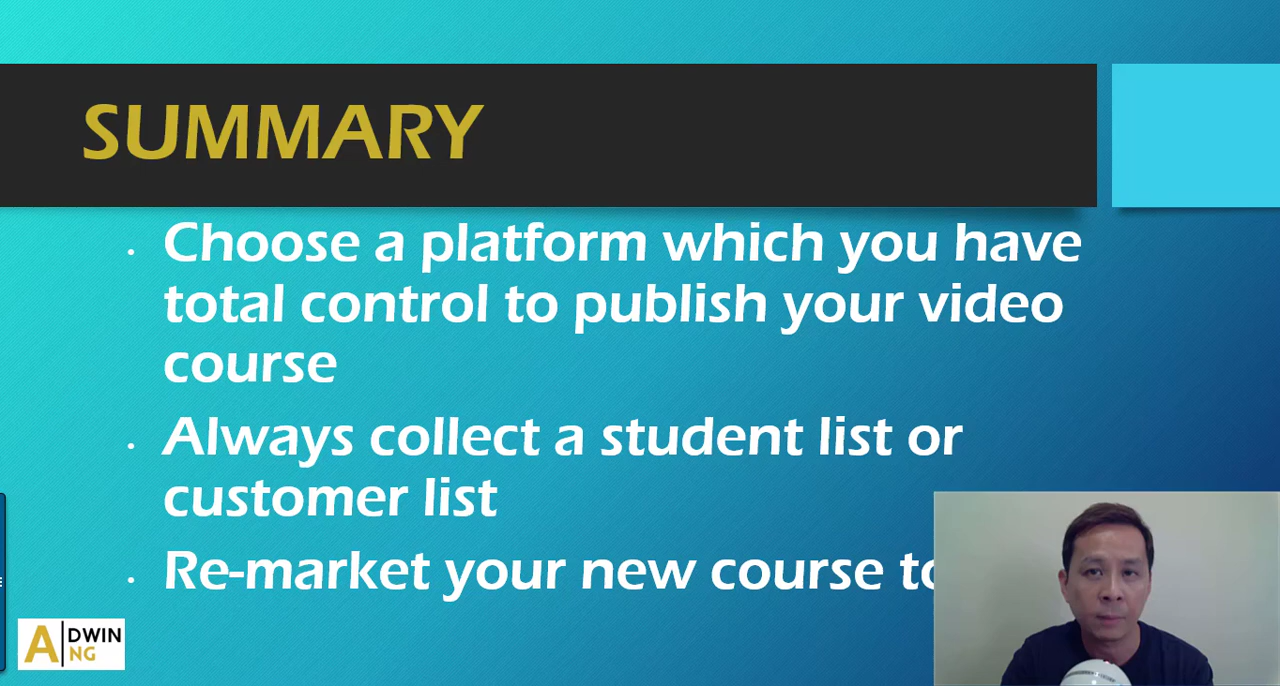 SUMMARY
Choose a platform which you have
total control to publish your video
course
Always collect a student list or
customer list
Re-market your new course to
A DWIN
NG